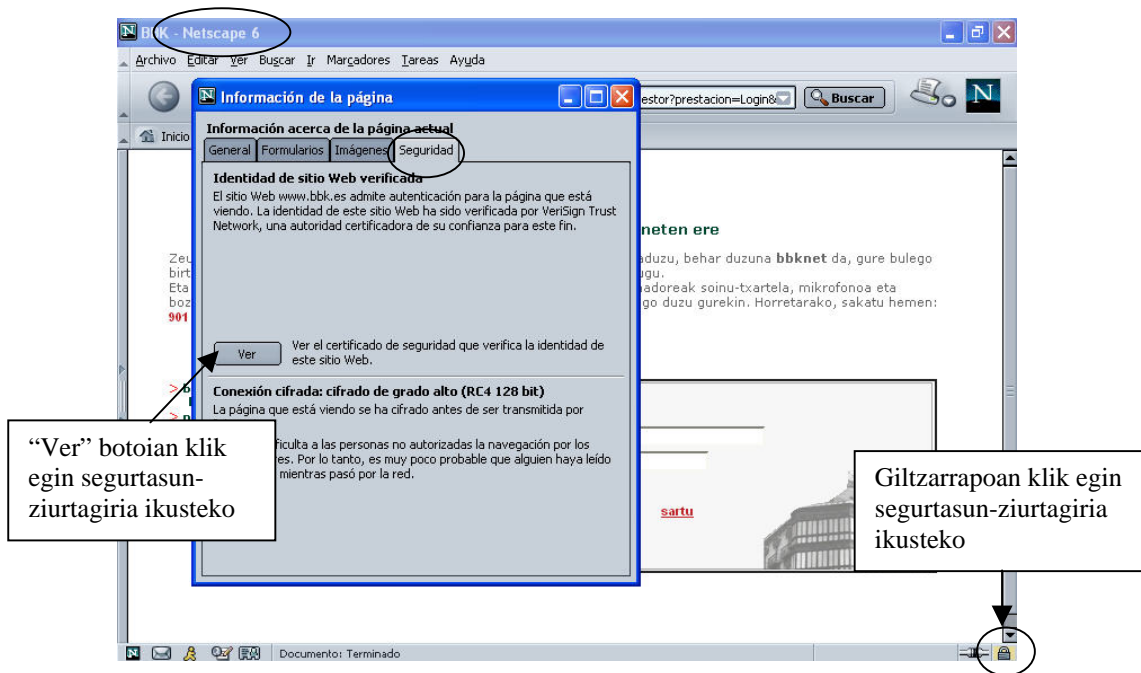 BBK - Netscape 6
Archivo Editar Ver Buscar Ir Marcadores Tareas Ayuda
estor?prestacion=Login& Buscar N
Inicio
Información de la página
Información acerca de la página actual
General Formularios Imágenes Seguridad
Identidad de sitio Web verificada
El sitio Web www.bbk.es admite autenticación para la página que está
viendo. La identidad de este sitio Web ha sido verificada por VeriSign Trust
Network, una autoridad certificadora de su confianza para este fin.
Ver
Ver el certificado de seguridad que verifica la identidad de
este sitio Web.
Conexión cifrada: cifrado de grado alto (RC4 128 bit)
La página que está viendo se ha cifrado antes de ser transmitida por
ficulta a las personas no autorizadas la navegación por los
es. Por lo tanto, es muy poco probable que alguien haya leído
mientras pasó por la red.
neten ere
Zeu aduzu, behar duzuna bbknet da, gure bulego
birt ugu.
Eta adoreak soinu-txartela, mikrofonoa eta
boz go duzu gurekin. Horretarako, sakatu hemen:
901
> b
> p
sartu
“Ver” botoian klik
egin segurtasun-
ziurtagiria ikusteko
Giltzarrapoan klik egin
segurtasun-ziurtagiria
ikusteko
Documento: Terminado